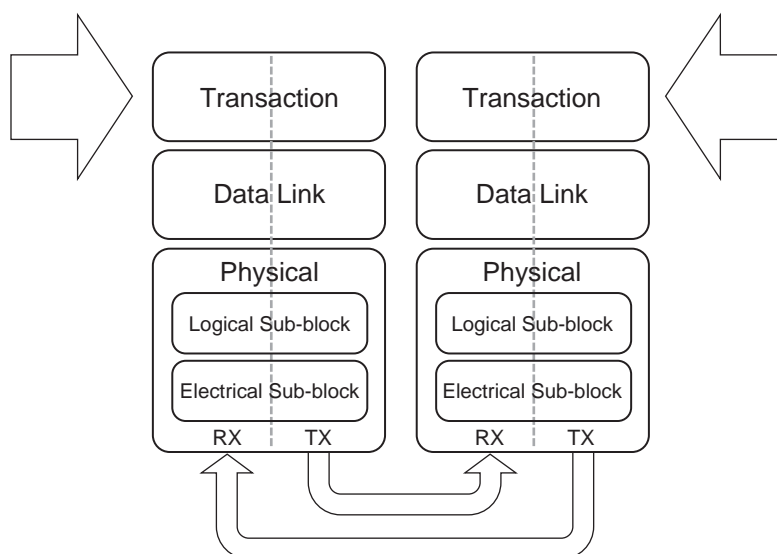 Transaction
Data Link
Physical
Logical Sub-block
Electrical Sub-block
RX TX
Transaction
Data Link
Physical
Logical Sub-block
Electrical Sub-block
RX TX